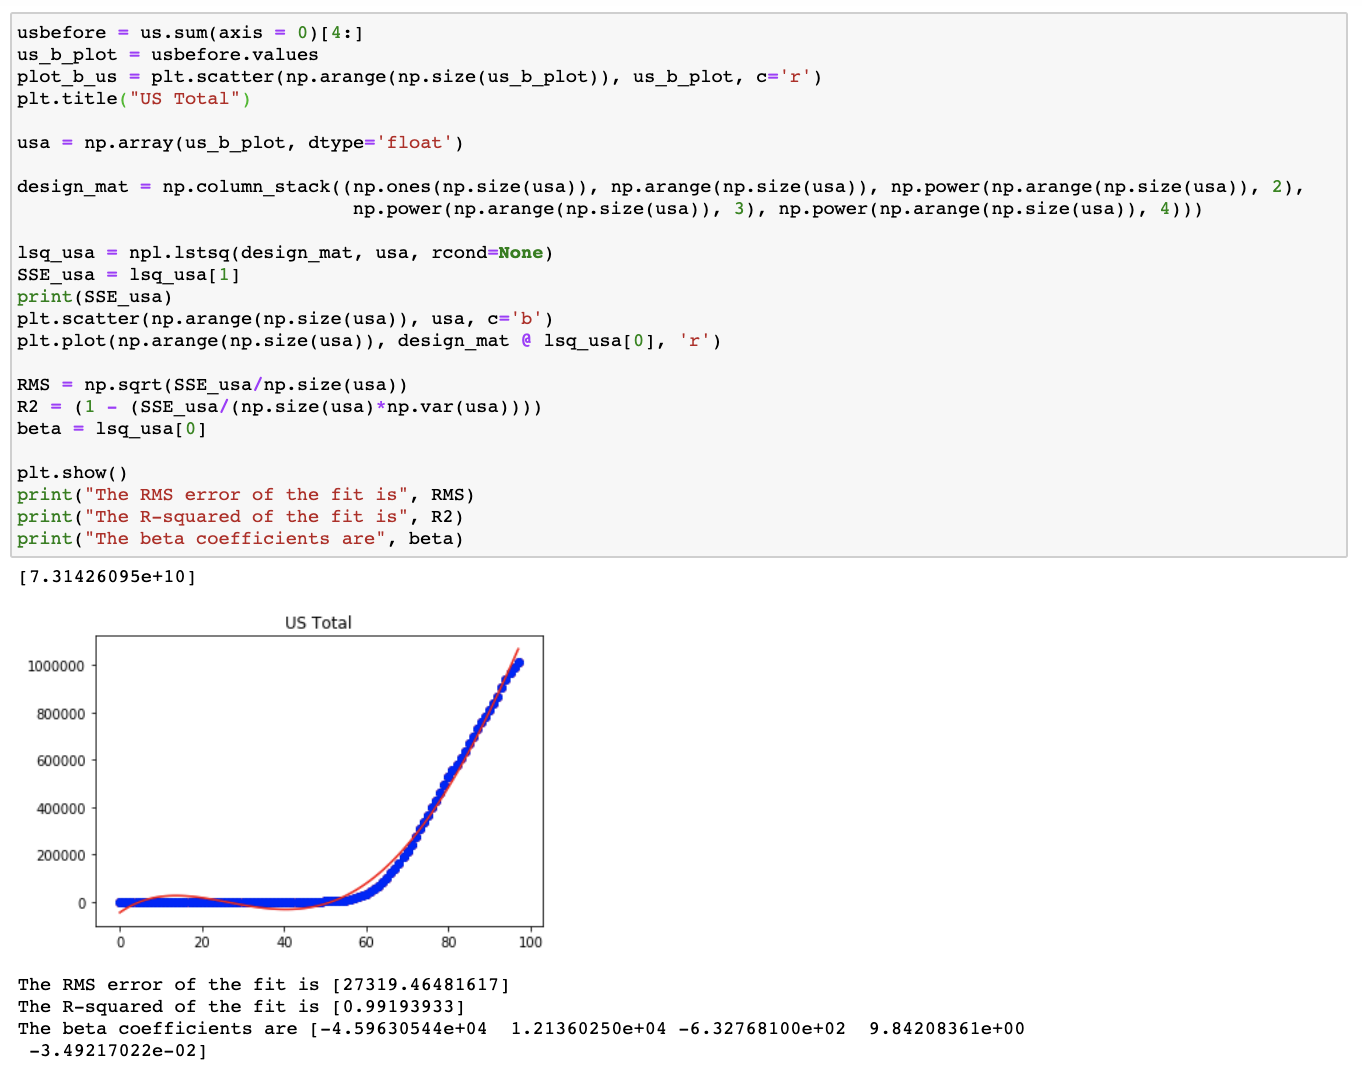 usbefore = us.sum(axis = 0)[4:]
us_b_plot = usbefore.values
plot_b_us = plt.scatter(np.arange(np.size(us_b_plot)), us_b_plot, c='r')
plt.title("US Total")
usa = np.array(us_b_plot, dtype='float')
design_mat = np.column_stack((np.ones(np.size(usa)), np.arange(np.size(usa)), np.power(np.arange(np.size(usa)), 2),
np.power(np.arange(np.size(usa)), 3), np.power(np.arange(np.size(usa)), 4)))
lsq_usa = npl.lstsq(design_mat, usa, rcond=None)
SSE_usa = lsq_usa[1]
print(SSE_usa)
plt.scatter(np.arange(np.size(usa)), usa, c='b')
plt.plot(np.arange(np.size(usa)), design_mat @ lsq_usa[0], 'r')
RMS = np.sqrt(SSE_usa/np.size(usa))
R2 = (1 - (SSE_usa/(np.size(usa)*np.var(usa))))
beta = lsq_usa[0]
plt.show()
print("The RMS error of the fit is", RMS)
print("The R-squared of the fit is", R2)
print("The beta coefficients are", beta)
[7.31426095e+10]
US Total
1000000
800000
600000
400000
200000
0
0 20 40 60 80 100
The RMS error of the fit is [27319.46481617]
The R-squared of the fit is [0.99193933]
The beta coefficients are [-4.59630544e+04 1.21360250e+04 -6.32768100e+02 9.84208361e+00
-3.49217022e-02]